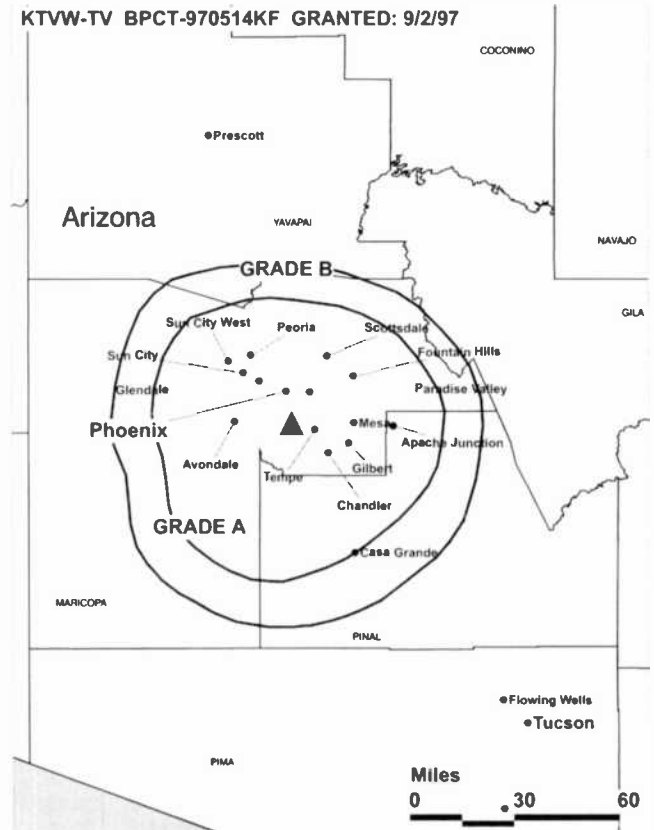 KTVW-TV BPCT-970514KF GRANTED: 9/2/97
COCONINO
Prescott
Arizona
YAVAPAI
NAVAJO
GRADE B
GILA
Sun City West
Peoria
Scottsdale
Sun City
Fountain Hills
Glendale
Paradise Valley
Phoenix
Mesa
Apache Junction
Avondale
Tempe
Gilbert
Chandler
GRADE A
Casa Grande
MARICOPA
PINAL
Flowing Wells
Tucson
PIMA
Miles
0 30 60